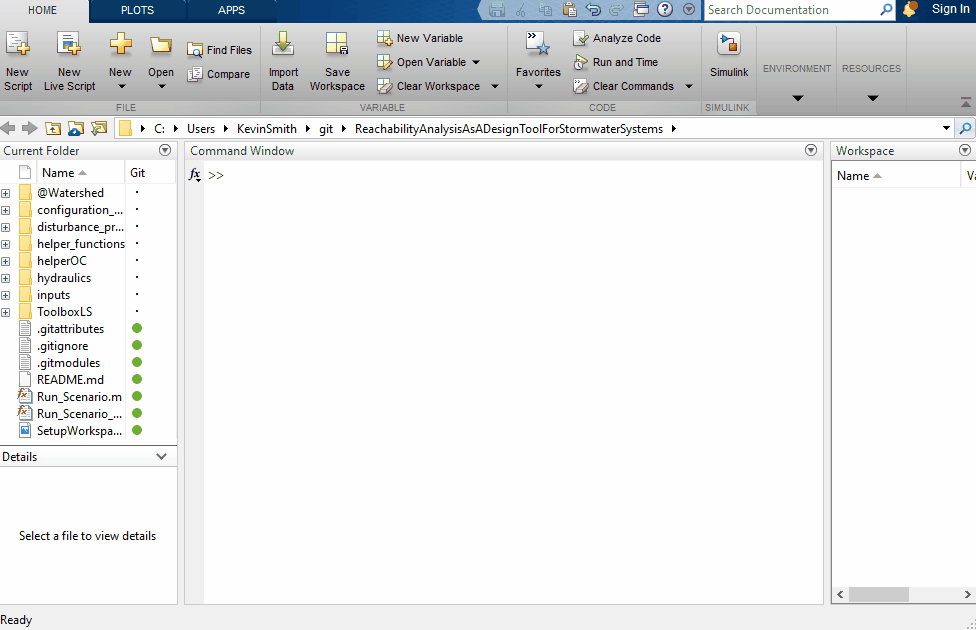 HOME PLOTS APPS Search Documentation Sign In
New Script New Live Script New Open Find Files Compare
FILE
Import Data Save Workspace New Variable Open Variable Clear Workspace
VARIABLE
Favorites Analyze Code Run and Time Clear Commands
CODE
Simulink
SIMULINK
ENVIRONMENT RESOURCES
C: Users KevinSmith git ReachabilityAnalysisAsADesignToolForStormwaterSystems
Current Folder
Name Git
@Watershed
configuration_...
disturbance_pr...
helper_functions
helperOC
hydraulics
inputs
ToolboxLS
.gitattributes
.gitignore
.gitmodules
README.md
Run_Scenario.m
Run_Scenario_...
SetupWorkspa...
Details
Select a file to view details
Command Window
fx >>
Workspace
Name Va
Ready